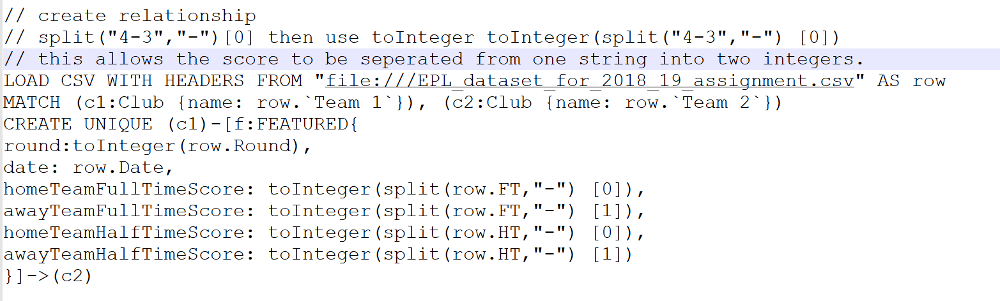 // create relationship
// split("4-3","-")[0] then use toInteger toInteger(split("4-3","-") [0])
// this allows the score to be seperated from one string into two integers.
LOAD CSV WITH HEADERS FROM "file:///EPL_dataset_for_2018_19_assignment.csv" AS row
MATCH (c1:Club {name: row.`Team 1`}), (c2:Club {name: row.`Team 2`})
CREATE UNIQUE (c1)-[f:FEATURED{
round:toInteger(row.Round),
date: row.Date,
homeTeamFullTimeScore: toInteger(split(row.FT,"-") [0]),
awayTeamFullTimeScore: toInteger(split(row.FT,"-") [1]),
homeTeamHalfTimeScore: toInteger(split(row.HT,"-") [0]),
awayTeamHalfTimeScore: toInteger(split(row.HT,"-") [1])
}]->(c2)